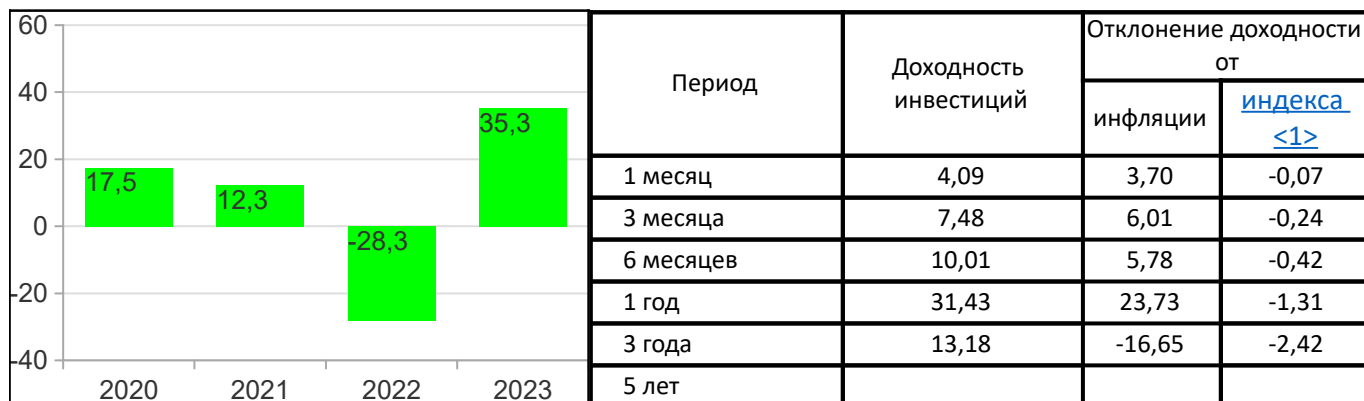 60
40
20
0
-20
-40
17,5
12,3
-28,3
35,3
2020 2021 2022 2023
Период
Доходность
инвестиций
Отклонение доходности
от
инфляции
индекса
<1>
1 месяц 4,09 3,70 -0,07
3 месяца 7,48 6,01 -0,24
6 месяцев 10,01 5,78 -0,42
1 год 31,43 23,73 -1,31
3 года 13,18 -16,65 -2,42
5 лет